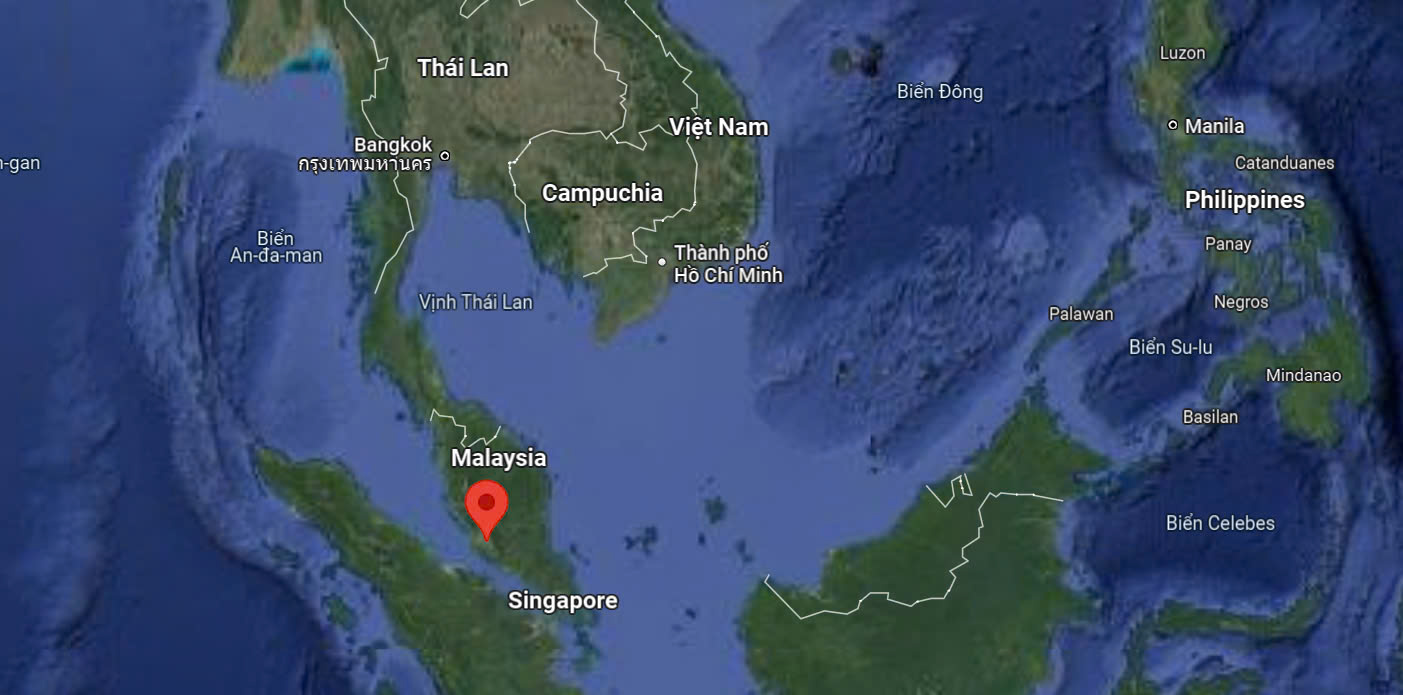 Luzon
Thái Lan
Biển Đông
Việt Nam
Manila
Bangkok
กรุงเทพมหานคร
n-gan
Catanduanes
Campuchia
Philippines
Biển
An-đa-man
Panay
Thành phố
Hồ Chí Minh
Vịnh Thái Lan
Negros
Palawan
Biển Su-lu
Mindanao
Basilan
Malaysia
Biển Celebes
Singapore